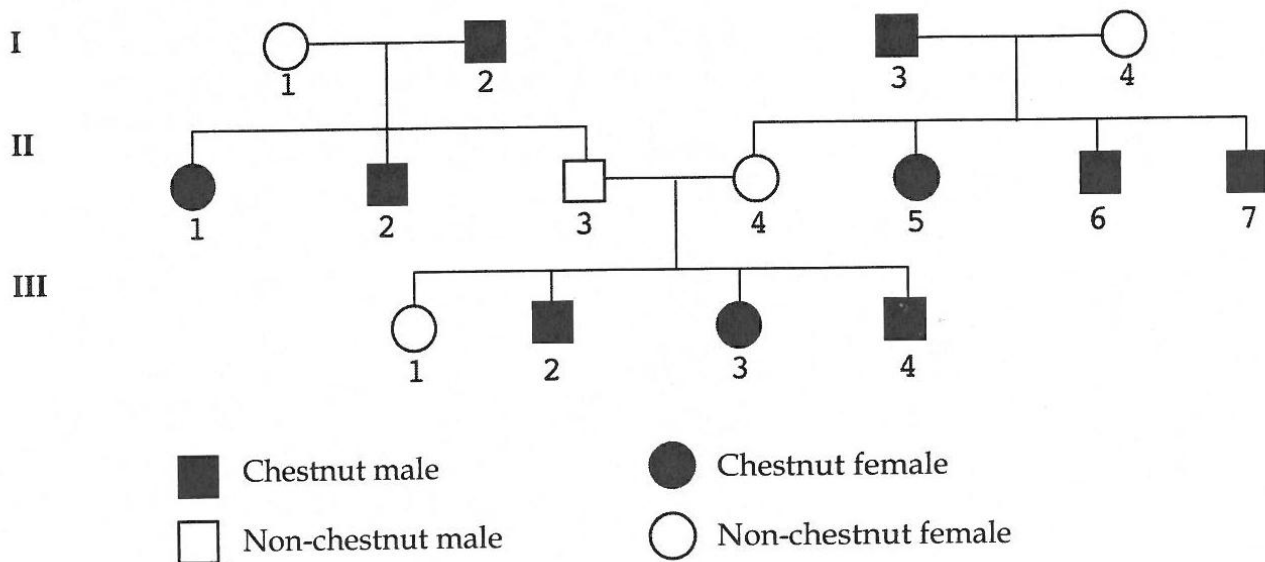 I
1 2 3 4
II
1 2 3 4 5 6 7
III
1 2 3 4
Chestnut male Chestnut female
Non-chestnut male Non-chestnut female